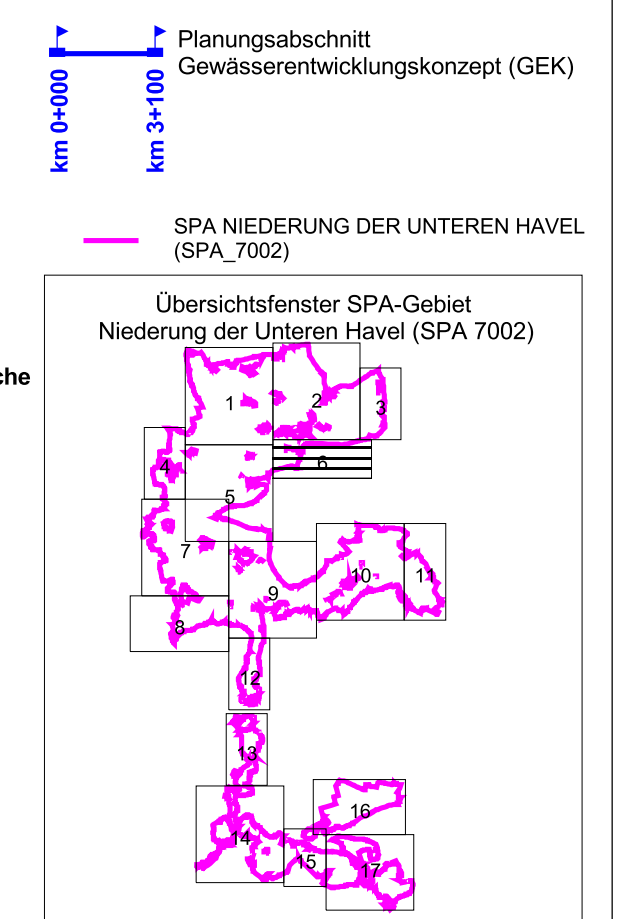 Planungsabschnitt
Gewässerentwicklungskonzept (GEK)
km 0+000
km 3+100
SPA NIEDERUNG DER UNTEREN HAVEL
(SPA_7002)
Übersichtsfenster SPA-Gebiet
Niederung der Unteren Havel (SPA 7002)
che
1
2
3
4
6
5
7
9
10
11
8
12
13
14
15
16
17